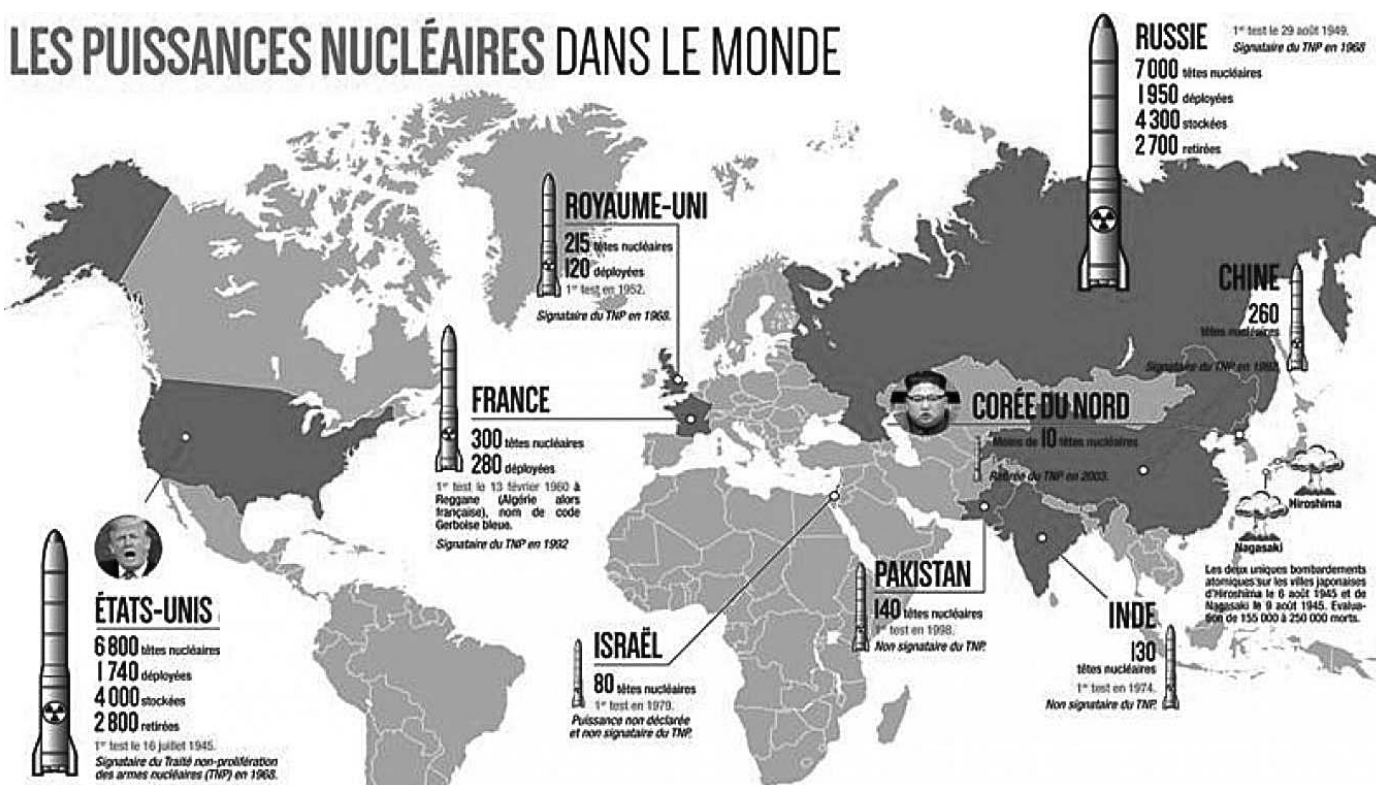 LES PUISSANCES NUCLÉAIRES DANS LE MONDE
RUSSIE
1er test le 29 août 1949.
Signataire du TNP en 1968
7 000 têtes nucléaires
1 950 déployées
4 300 stockées
2 700 retirées
ROYAUME-UNI
215 têtes nucléaires
120 déployées
1er test en 1952.
Signataire du TNP en 1968.
CHINE
260
têtes nucléaires
Signataire du TNP en 1992.
FRANCE
300 têtes nucléaires
280 déployées
1er test le 13 février 1960 à
Reggane (Algérie alors
française), nom de code
Gerboise bleue.
Signataire du TNP en 1992
CORÉE DU NORD
Moins de 10 têtes nucléaires
Retirée du TNP en 2003.
Hiroshima
Nagasaki
Les deux uniques bombardements
atomiques sur les villes japonaises
d'Hiroshima le 6 août 1945 et de
Nagasaki le 9 août 1945. Evalua-
tion de 155 000 à 250 000 morts.
ÉTATS-UNIS
6 800 têtes nucléaires
1 740 déployées
4 000 stockées
2 800 retirées
1er test le 16 juillet 1945.
Signataire du Traité non-prolifération
des armes nucléaires (TNP) en 1968.
ISRAËL
80 têtes nucléaires
1er test en 1979.
Puissance non déclarée
et non signataire du TNP.
PAKISTAN
140 têtes nucléaires
1er test en 1998.
Non signataire du TNP.
INDE
130
têtes nucléaires
1er test en 1974.
Non signataire du TNP.